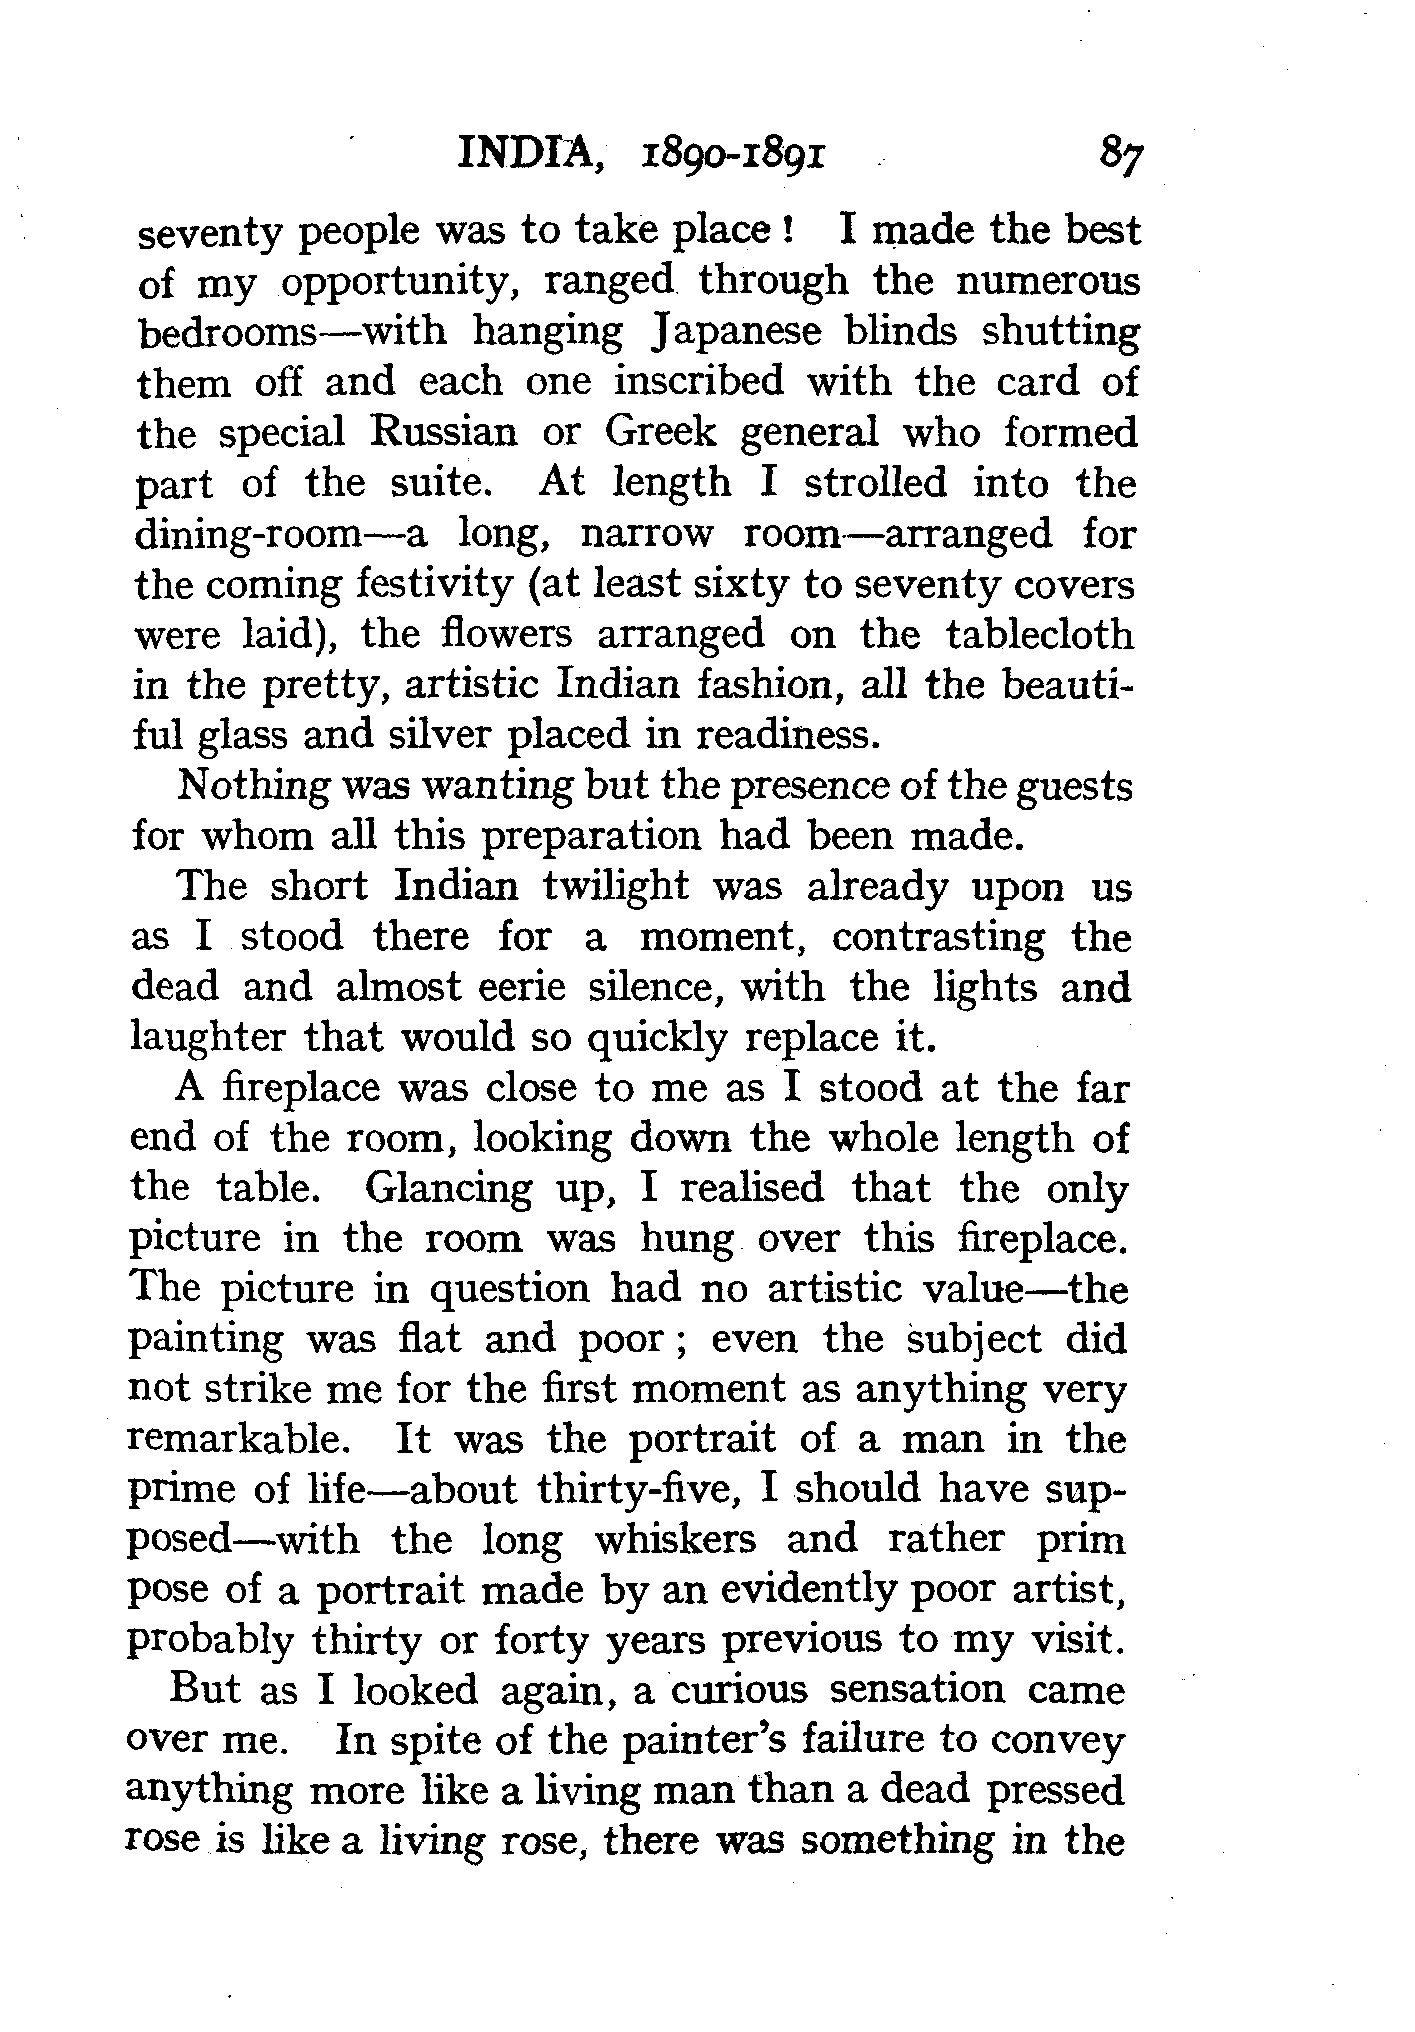 INDIA, 1890-1891 87
seventy people was to take place ! I made the best
of my opportunity, ranged through the numerous
bedrooms—with hanging Japanese blinds shutting
them off and each one inscribed with the card of
the special Russian or Greek general who formed
part of the suite. At length I strolled into the
dining-room—a long, narrow room—arranged for
the coming festivity (at least sixty to seventy covers
were laid), the flowers arranged on the tablecloth
in the pretty, artistic Indian fashion, all the beauti-
ful glass and silver placed in readiness.
Nothing was wanting but the presence of the guests
for whom all this preparation had been made.
The short Indian twilight was already upon us
as I stood there for a moment, contrasting the
dead and almost eerie silence, with the lights and
laughter that would so quickly replace it.
A fireplace was close to me as I stood at the far
end of the room, looking down the whole length of
the table. Glancing up, I realised that the only
picture in the room was hung over this fireplace.
The picture in question had no artistic value—the
painting was flat and poor ; even the subject did
not strike me for the first moment as anything very
remarkable. It was the portrait of a man in the
prime of life—about thirty-five, I should have sup-
posed—with the long whiskers and rather prim
pose of a portrait made by an evidently poor artist,
probably thirty or forty years previous to my visit.
But as I looked again, a curious sensation came
over me. In spite of the painter's failure to convey
anything more like a living man than a dead pressed
rose is like a living rose, there was something in the